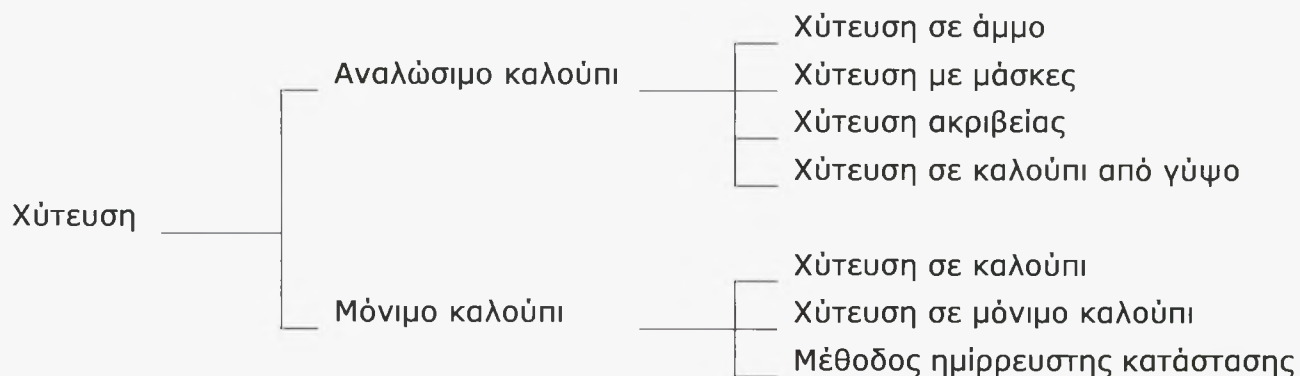 Χύτευση
Αναλώσιμο καλούπι
Χύτευση σε άμμο
Χύτευση με μάσκες
Χύτευση ακριβείας
Χύτευση σε καλούπι από γύψο
Μόνιμο καλούπι
Χύτευση σε καλούπι
Χύτευση σε μόνιμο καλούπι
Μέθοδος ημίρρευστης κατάστασης